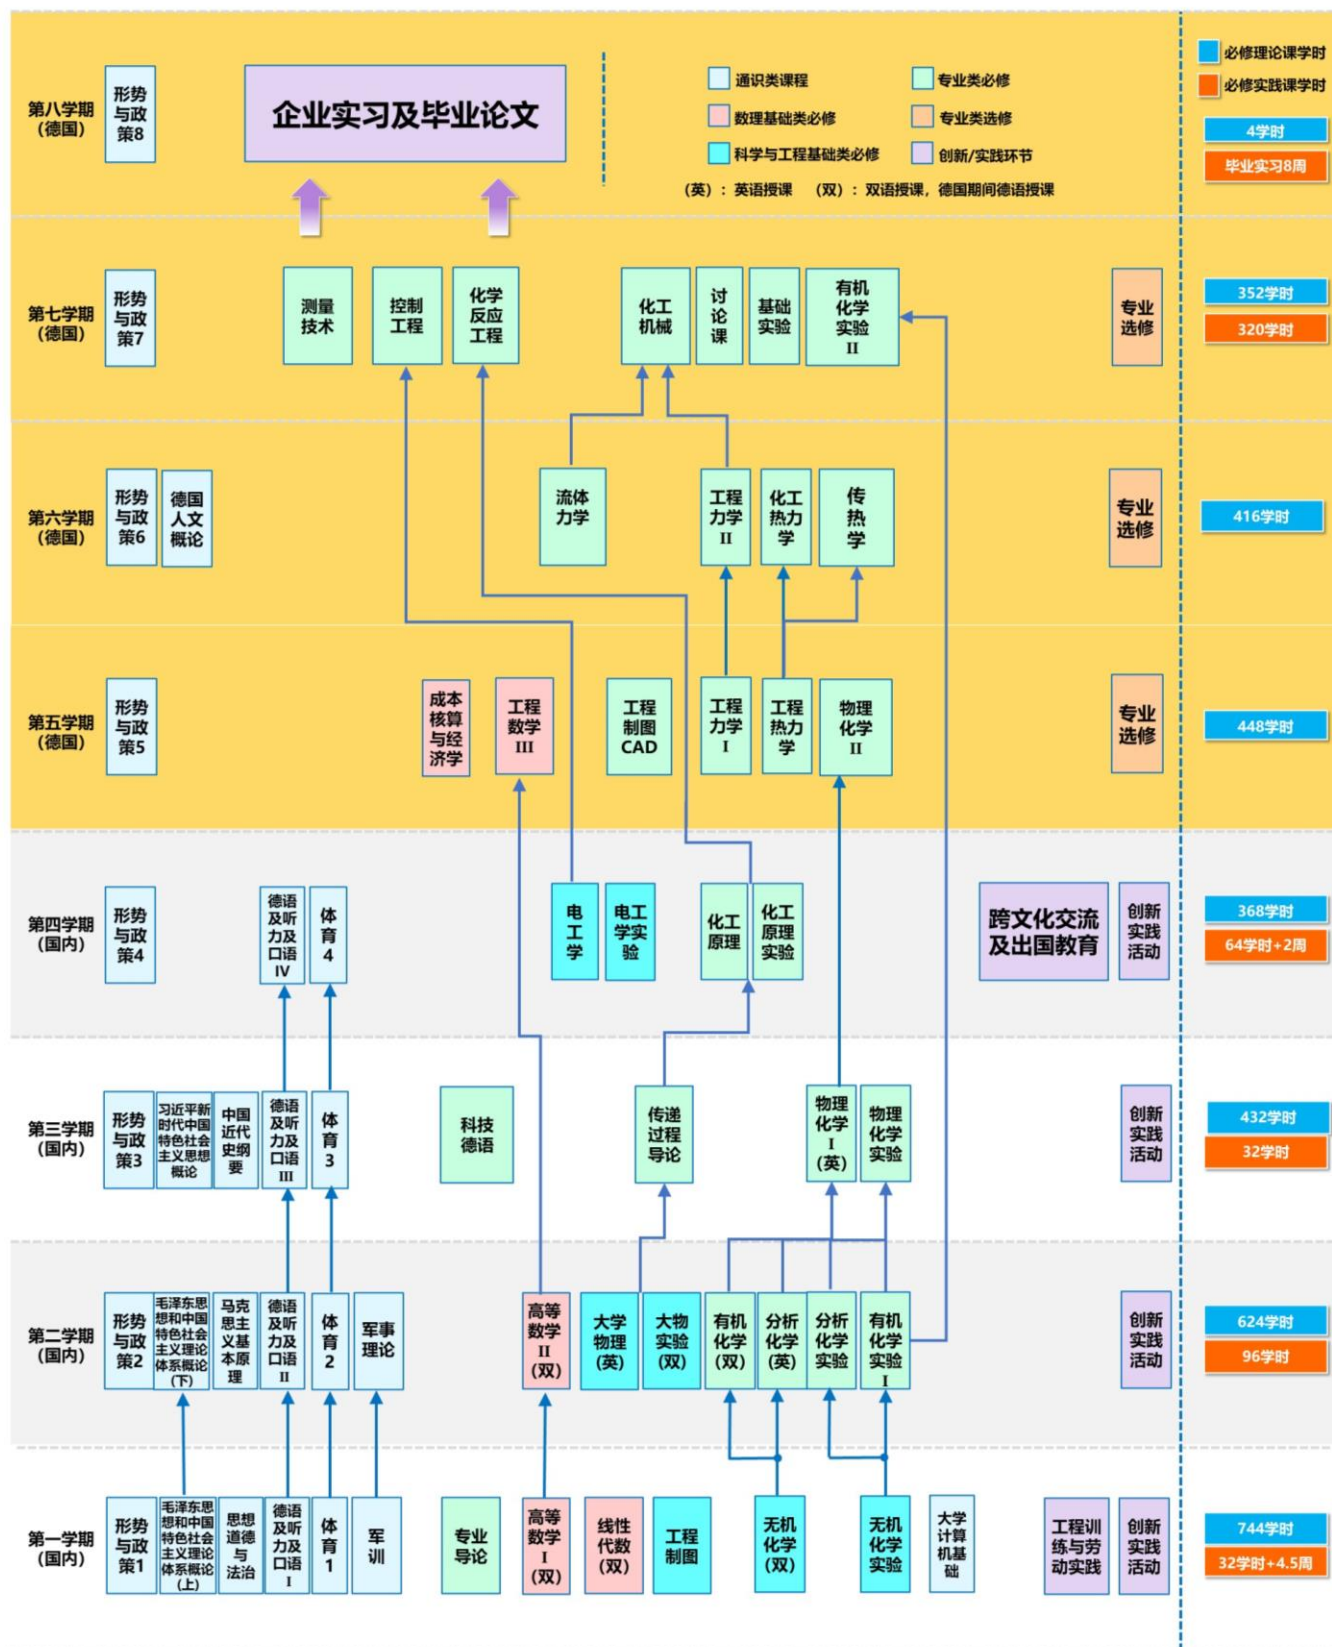 必修理论课学时
必修实践课学时
第八学期
(德国)
形势
与政
策8
企业实习及毕业论文
通识类课程
专业类必修
数理基础类必修
专业类选修
科学与工程基础类必修
创新/实践环节
(英)：英语授课 (双)：双语授课，德国期间德语授课
4学时
毕业实习8周
第七学期
(德国)
形势
与政
策7
测量
技术
控制
工程
化学
反应
工程
化工
机械
讨
论
课
基础
实验
有机
化学
实验
II
专业
选修
352学时
320学时
第六学期
(德国)
形势
与政
策6
德国
人文
概论
流体
力学
工程
力学
II
化工
热力
学
传
热
学
专业
选修
416学时
第五学期
(德国)
形势
与政
策5
成本
核算
与经
济学
工程
数学
III
工程
制图
CAD
工程
力学
I
工程
热力
学
物理
化学
II
专业
选修
448学时
第四学期
(国内)
形势
与政
策4
德语
及听
力及
口语
IV
体
育
4
电
工
学
电工
学实
验
化工
原理
化工
原理
实验
跨文化交流
及出国教育
创新
实践
活动
368学时
64学时+2周
第三学期
(国内)
形势
与政
策3
习近平新
时代中国
特色社会
主义思想
概论
中国
近代
史纲
要
德语
及听
力及
口语
III
体
育
3
科技
德语
传递
过程
导论
物理
化学
I
(英)
物理
化学
实验
创新
实践
活动
432学时
32学时
第二学期
(国内)
形势
与政
策2
毛泽东思
想和中国
特色社会
主义理论
体系概论
(下)
马克
思主
义基
本原
理
德语
及听
力及
口语
II
体
育
2
军事
理论
高等
数学
II
(双)
大学
物理
(英)
大物
实验
(双)
有机
化学
(双)
分析
化学
(英)
分析
化学
实验
有机
化学
实验
I
创新
实践
活动
624学时
96学时
第一学期
(国内)
形势
与政
策1
毛泽东思
想和中国
特色社会
主义理论
体系概论
(上)
思想
道德
与
法治
德语
及听
力及
口语
I
体
育
1
军
训
专业
导论
高等
数学
I
(双)
线性
代数
(双)
工程
制图
无机
化学
(双)
无机
化学
实验
大学
计算
机基
础
工程训
练与劳
动实践
创新
实践
活动
744学时
32学时+4.5周